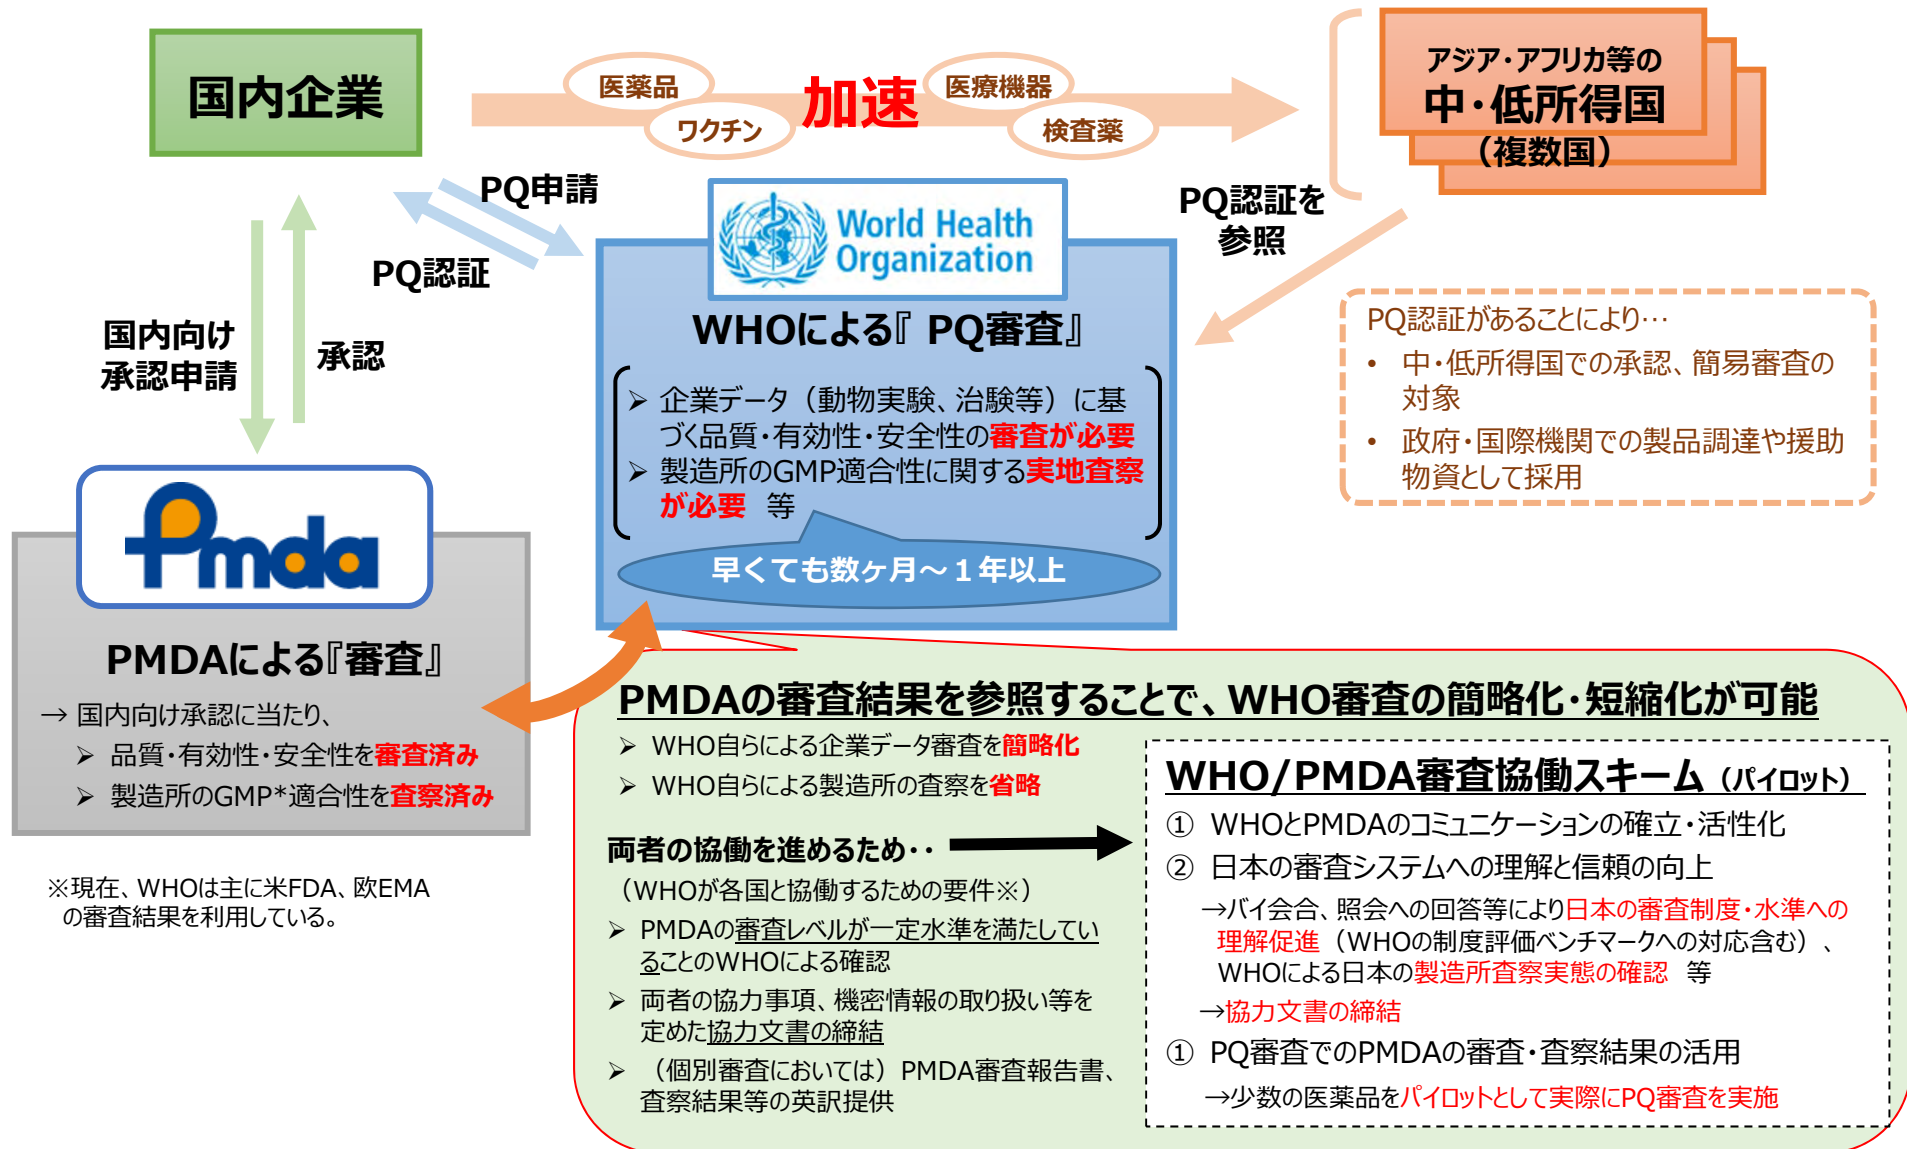 国内企業
医薬品
ワクチン
加速
医療機器
検査薬
アジア・アフリカ等の
中・低所得国
（複数国）
PQ申請
PQ認証
World Health
Organization
PQ認証を
参照
国内向け
承認申請
承認
WHOによる『 PQ審査』
➢ 企業データ（動物実験、治験等）に基
づく品質・有効性・安全性の審査が必要
➢ 製造所のGMP適合性に関する実地査察
が必要　等
早くても数ヶ月～１年以上
PQ認証があることにより…
• 中・低所得国での承認、簡易審査の
対象
• 政府・国際機関での製品調達や援助
物資として採用
Pmda
PMDAによる『審査』
→ 国内向け承認に当たり、
➢ 品質・有効性・安全性を審査済み
➢ 製造所のGMP*適合性を査察済み
※現在、WHOは主に米FDA、欧EMA
の審査結果を利用している。
PMDAの審査結果を参照することで、WHO審査の簡略化・短縮化が可能
➢ WHO自らによる企業データ審査を簡略化
➢ WHO自らによる製造所の査察を省略
両者の協働を進めるため・・
（WHOが各国と協働するための要件※）
➢ PMDAの審査レベルが一定水準を満たしてい
ることのWHOによる確認
➢ 両者の協力事項、機密情報の取り扱い等を
定めた協力文書の締結
➢ （個別審査においては）PMDA審査報告書、
査察結果等の英訳提供
WHO/PMDA審査協働スキーム（パイロット）
① WHOとPMDAのコミュニケーションの確立・活性化
② 日本の審査システムへの理解と信頼の向上
→バイ会合、照会への回答等により日本の審査制度・水準への
理解促進（WHOの制度評価ベンチマークへの対応含む）、
WHOによる日本の製造所査察実態の確認　等
→協力文書の締結
① PQ審査でのPMDAの審査・査察結果の活用
→少数の医薬品をパイロットとして実際にPQ審査を実施